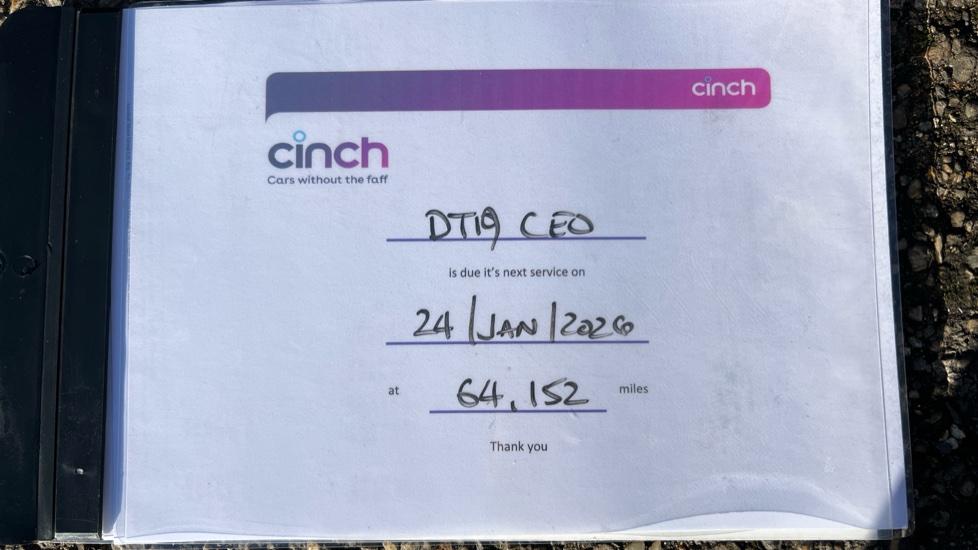 cinch
cinch
Cars without the faff
DT19 CEO
is due it's next service on
24/JAN/2026
at 64,152 miles
Thank you